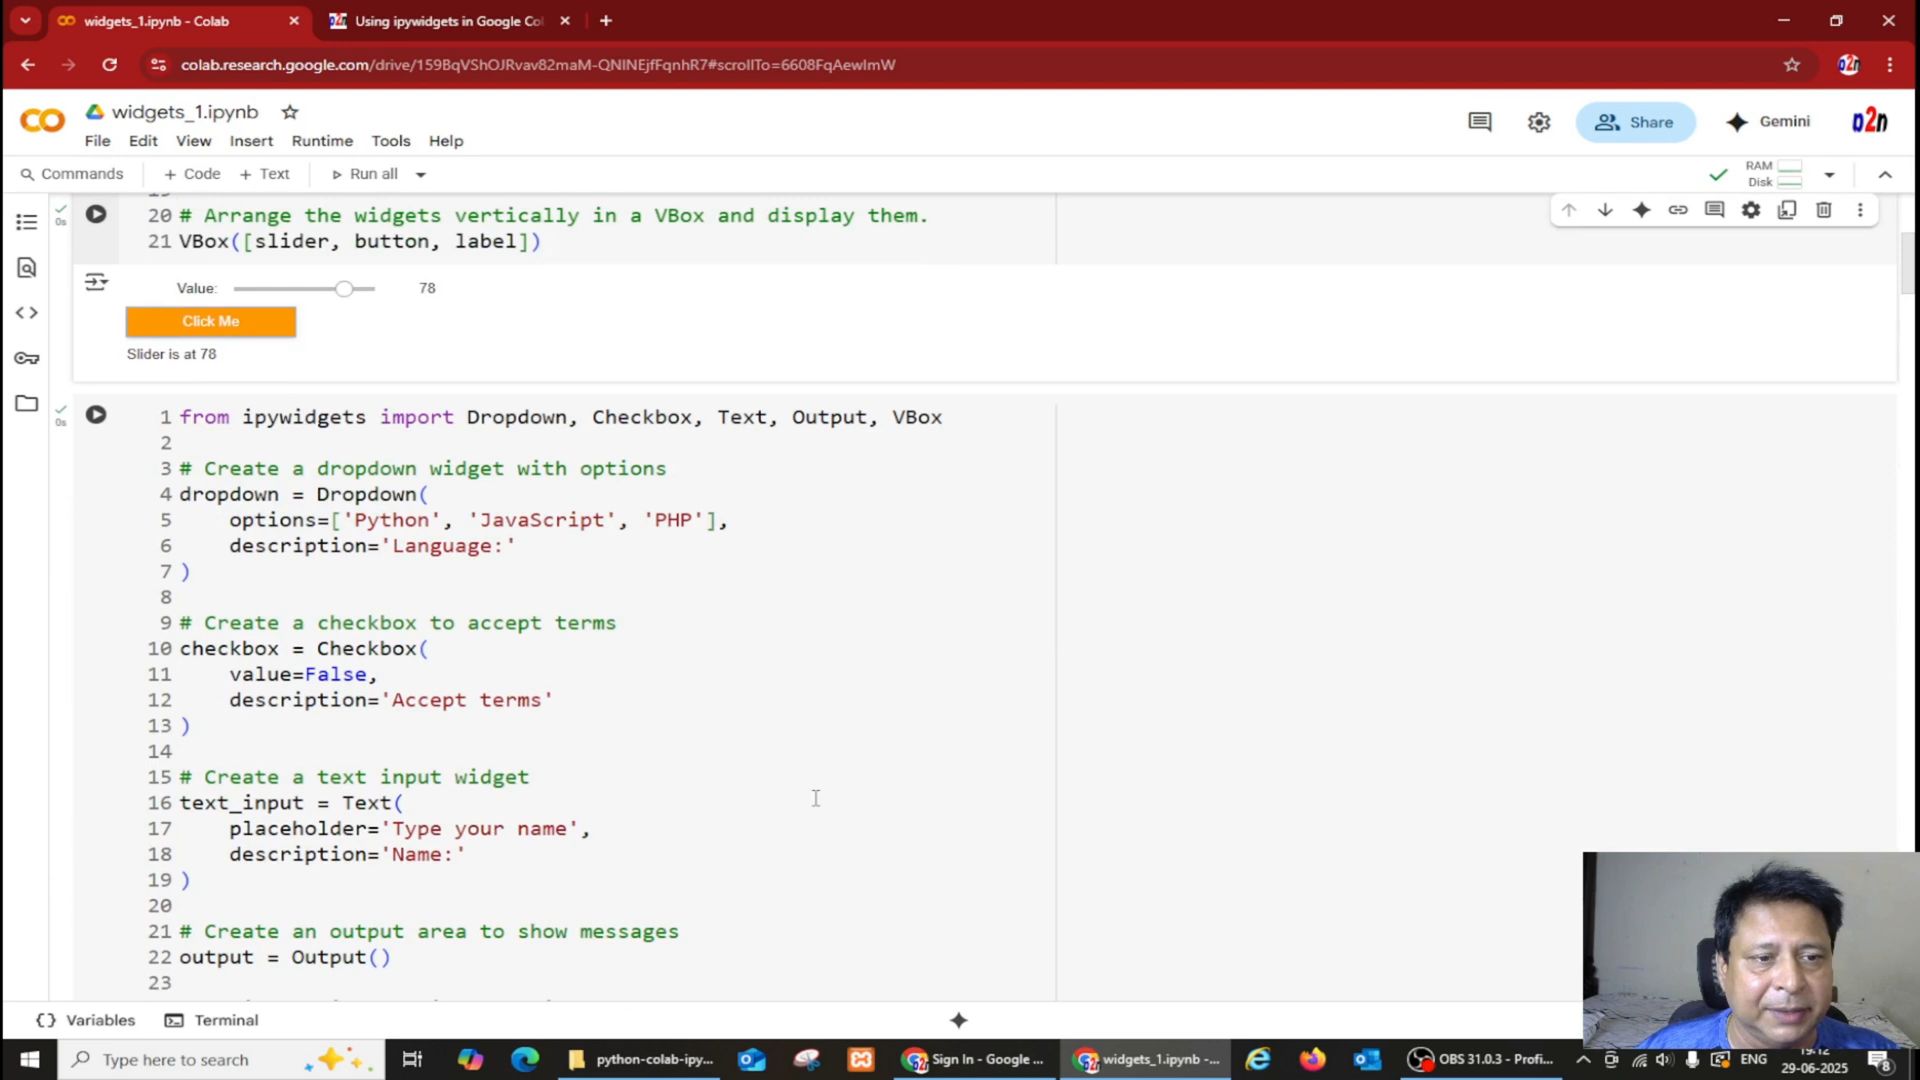 widgets_1.ipynb - Colab
Using ipywidgets in Google Co
colab.research.google.com/drive/159BqVShOJRvav82maM-QNINEjfFqnhR7#scrollTo=6608FqAewImW
widgets_1.ipynb
Share
Gemini
File Edit View Insert Runtime Tools Help
Commands + Code + Text Run all
RAM
Disk
20 # Arrange the widgets vertically in a VBox and display them.
21 VBox([slider, button, label])
Value: 78
Click Me
Slider is at 78
1 from ipywidgets import Dropdown, Checkbox, Text, Output, VBox
2
3 # Create a dropdown widget with options
4 dropdown = Dropdown(
5 options=['Python', 'JavaScript', 'PHP'],
6 description='Language:'
7 )
8
9 # Create a checkbox to accept terms
10 checkbox = Checkbox(
11 value=False,
12 description='Accept terms'
13 )
14
15 # Create a text input widget
16 text_input = Text(
17 placeholder='Type your name',
18 description='Name:'
19 )
20
21 # Create an output area to show messages
22 output = Output()
23
{} Variables Terminal
Type here to search
python-colab-ipy...
Sign In - Google ...
widgets_1.ipynb -...
OBS 31.0.3 - Profi...
ENG
19:12
29-06-2025
8